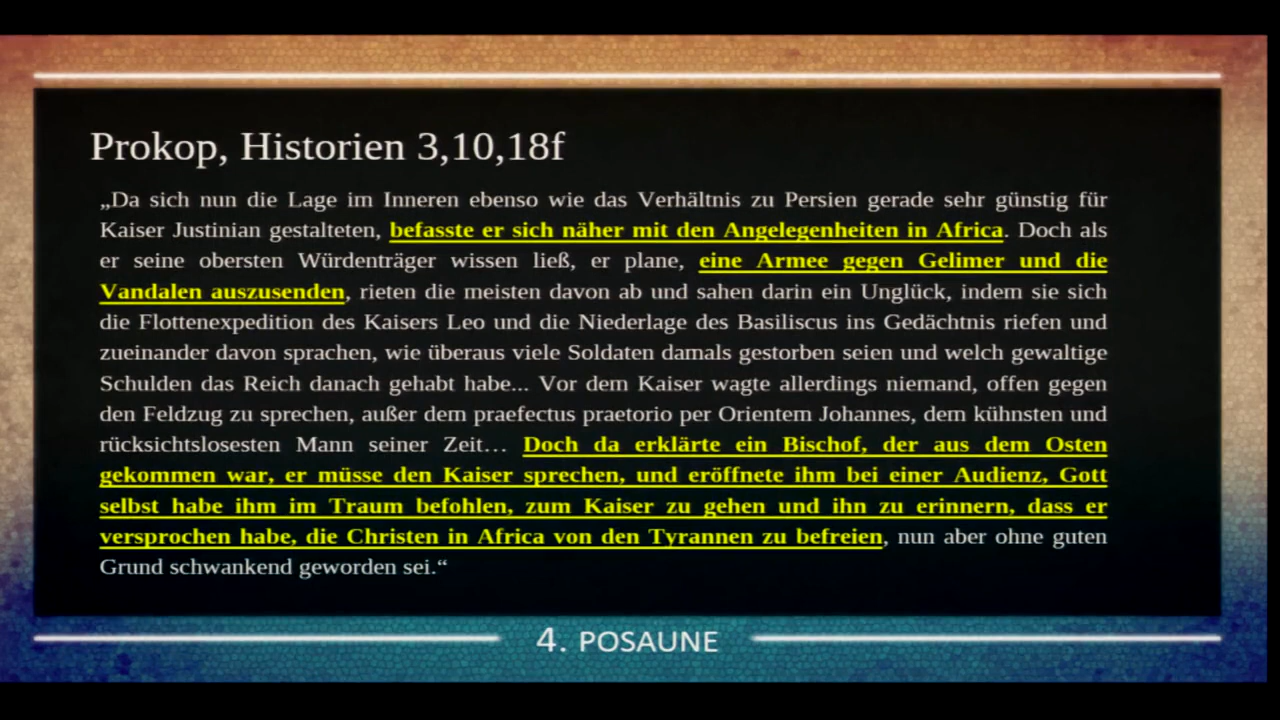 Prokop, Historien 3,10,18f
„Da sich nun die Lage im Inneren ebenso wie das Verhältnis zu Persien gerade sehr günstig für
Kaiser Justinian gestalteten, befasste er sich näher mit den Angelegenheiten in Africa. Doch als
er seine obersten Würdenträger wissen ließ, er plane, eine Armee gegen Gelimer und die
Vandalen auszusenden, rieten die meisten davon ab und sahen darin ein Unglück, indem sie sich
die Flottenexpedition des Kaisers Leo und die Niederlage des Basiliscus ins Gedächtnis riefen und
zueinander davon sprachen, wie überaus viele Soldaten damals gestorben seien und welch gewaltige
Schulden das Reich danach gehabt habe... Vor dem Kaiser wagte allerdings niemand, offen gegen
den Feldzug zu sprechen, außer dem praefectus praetorio per Orientem Johannes, dem kühnsten und
rücksichtslosesten Mann seiner Zeit… Doch da erklärte ein Bischof, der aus dem Osten
gekommen war, er müsse den Kaiser sprechen, und eröffnete ihm bei einer Audienz, Gott
selbst habe ihm im Traum befohlen, zum Kaiser zu gehen und ihn zu erinnern, dass er
versprochen habe, die Christen in Africa von den Tyrannen zu befreien, nun aber ohne guten
Grund schwankend geworden sei.“
4. POSAUNE